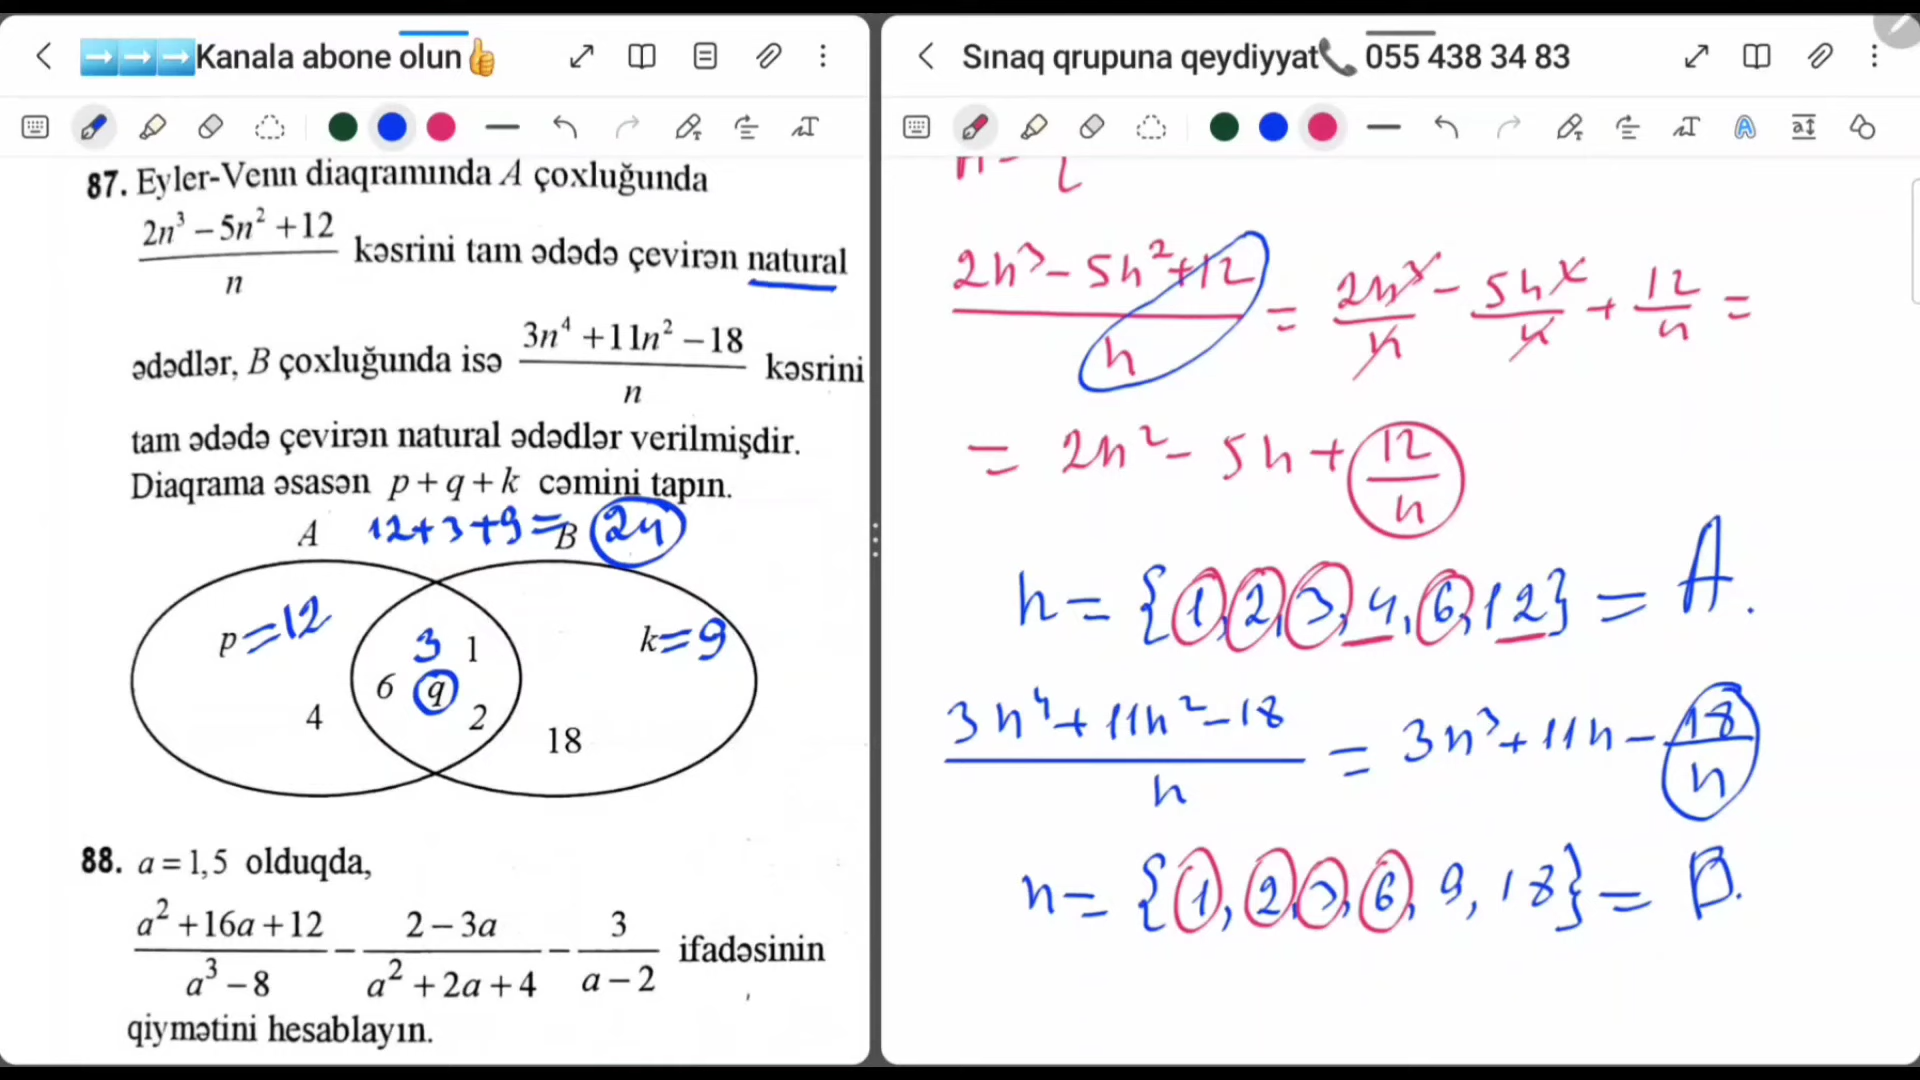 ➡➡➡Kanala abone olun👍
87. Eyler-Venn diaqramında A çoxluğunda
(2n³ − 5n² + 12)/n kəsrini tam ədədə çevirən natural
ədədlər, B çoxluğunda isə (3n⁴ + 11n² − 18)/n kəsrini
tam ədədə çevirən natural ədədlər verilmişdir.
Diaqrama əsasən p + q + k cəmini tapın.
A 12+3+9= B 24
p=12 3 1 k=9
6 q
4 2 18
88. a = 1,5 olduqda,
(a² + 16a + 12)/(a³ − 8) − (2 − 3a)/(a² + 2a + 4) − 3/(a − 2) ifadəsinin
qiymətini hesablayın.
Sınaq qrupuna qeydiyyat📞 055 438 34 83
(2n³ − 5n² + 12)/n = 2n³/n − 5n²/n + 12/n =
= 2n² − 5n + 12/n
n = {1, 2, 3, 4, 6, 12} = A.
(3n⁴ + 11n² − 18)/n = 3n³ + 11n − 18/n
n = {1, 2, 3, 6, 9, 18} = B.